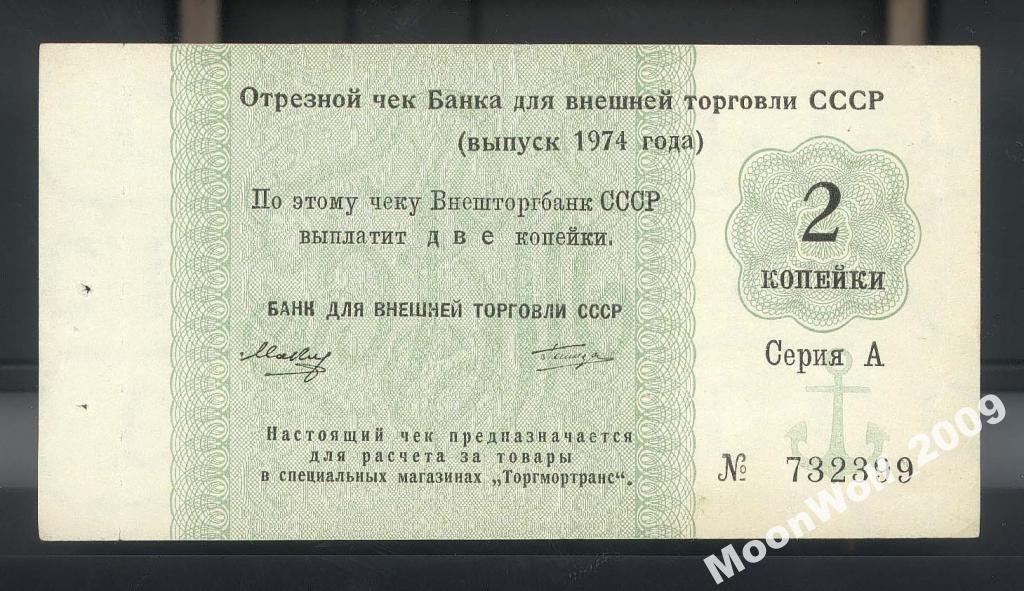 Отрезной чек Банка для внешней торговли СССР
(выпуск 1974 года)
По этому чеку Внешторгбанк СССР
выплатит две копейки.
2
КОПЕЙКИ
БАНК ДЛЯ ВНЕШНЕЙ ТОРГОВЛИ СССР
Серия А
Настоящий чек предназначается
для расчета за товары
в специальных магазинах „Торгмортранс“.
№ 732399
MoonWolf 2009